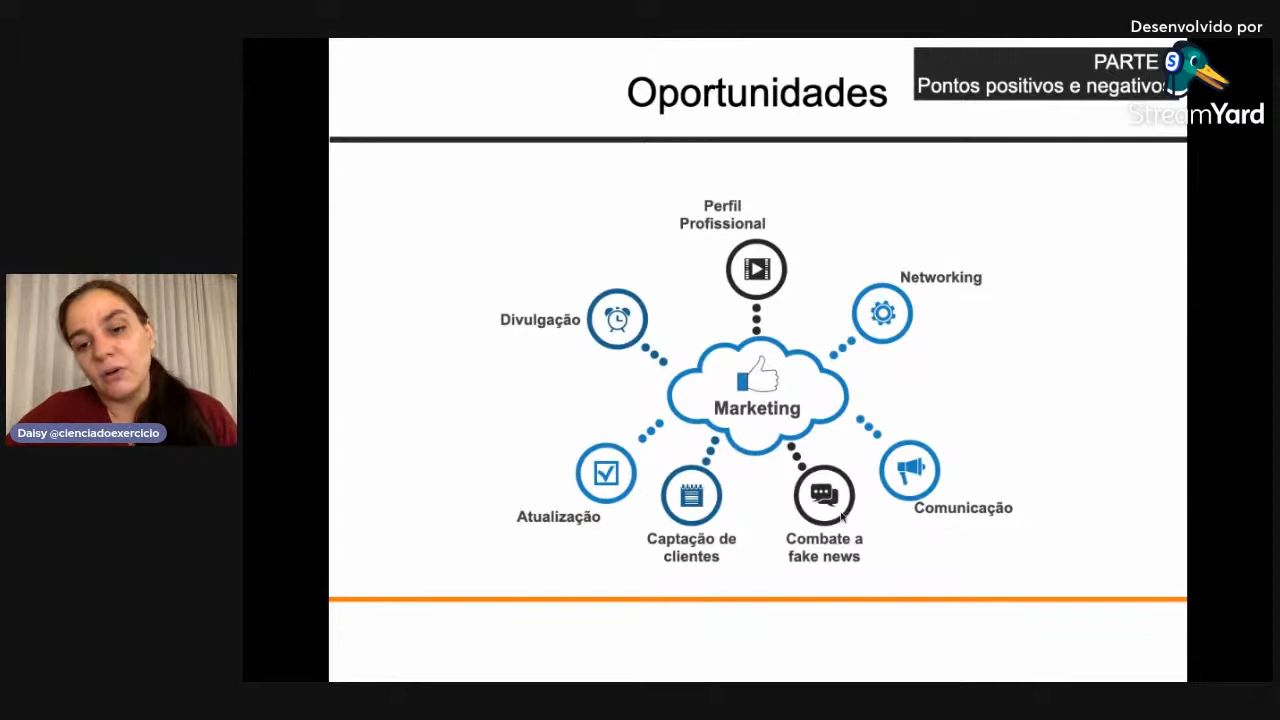 Desenvolvido por
StreamYard
PARTE
Pontos positivos e negativos
Oportunidades
Perfil
Profissional
Networking
Divulgação
Marketing
Atualização
Captação de
clientes
Combate a
fake news
Comunicação
Daisy @cienciadoexercicio